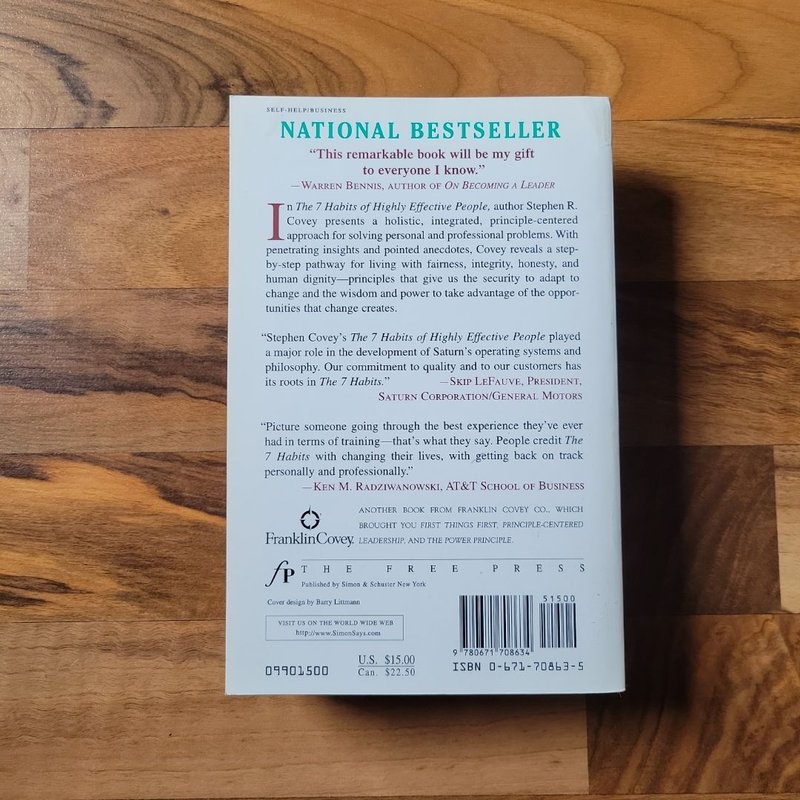 SELF-HELP/BUSINESS
NATIONAL BESTSELLER
“This remarkable book will be my gift
to everyone I know.”
—WARREN BENNIS, AUTHOR OF ON BECOMING A LEADER
In The 7 Habits of Highly Effective People, author Stephen R.
Covey presents a holistic, integrated, principle-centered
approach for solving personal and professional problems. With
penetrating insights and pointed anecdotes, Covey reveals a step-
by-step pathway for living with fairness, integrity, honesty, and
human dignity—principles that give us the security to adapt to
change and the wisdom and power to take advantage of the oppor-
tunities that change creates.
“Stephen Covey’s The 7 Habits of Highly Effective People played
a major role in the development of Saturn’s operating systems and
philosophy. Our commitment to quality and to our customers has
its roots in The 7 Habits.” —SKIP LEFAUVE, PRESIDENT,
SATURN CORPORATION/GENERAL MOTORS
“Picture someone going through the best experience they’ve ever
had in terms of training—that’s what they say. People credit The
7 Habits with changing their lives, with getting back on track
personally and professionally.”
—KEN M. RADZIWANOWSKI, AT&T SCHOOL OF BUSINESS
FranklinCovey
ANOTHER BOOK FROM FRANKLIN COVEY CO., WHICH
BROUGHT YOU FIRST THINGS FIRST, PRINCIPLE-CENTERED
LEADERSHIP, AND THE POWER PRINCIPLE.
fP THE FREE PRESS
Published by Simon & Schuster New York
Cover design by Barry Littmann
VISIT US ON THE WORLD WIDE WEB
http://www.SimonSays.com
09901500
U.S. $15.00
Can. $22.50
51500
9 780671 708634
ISBN 0-671-70863-5